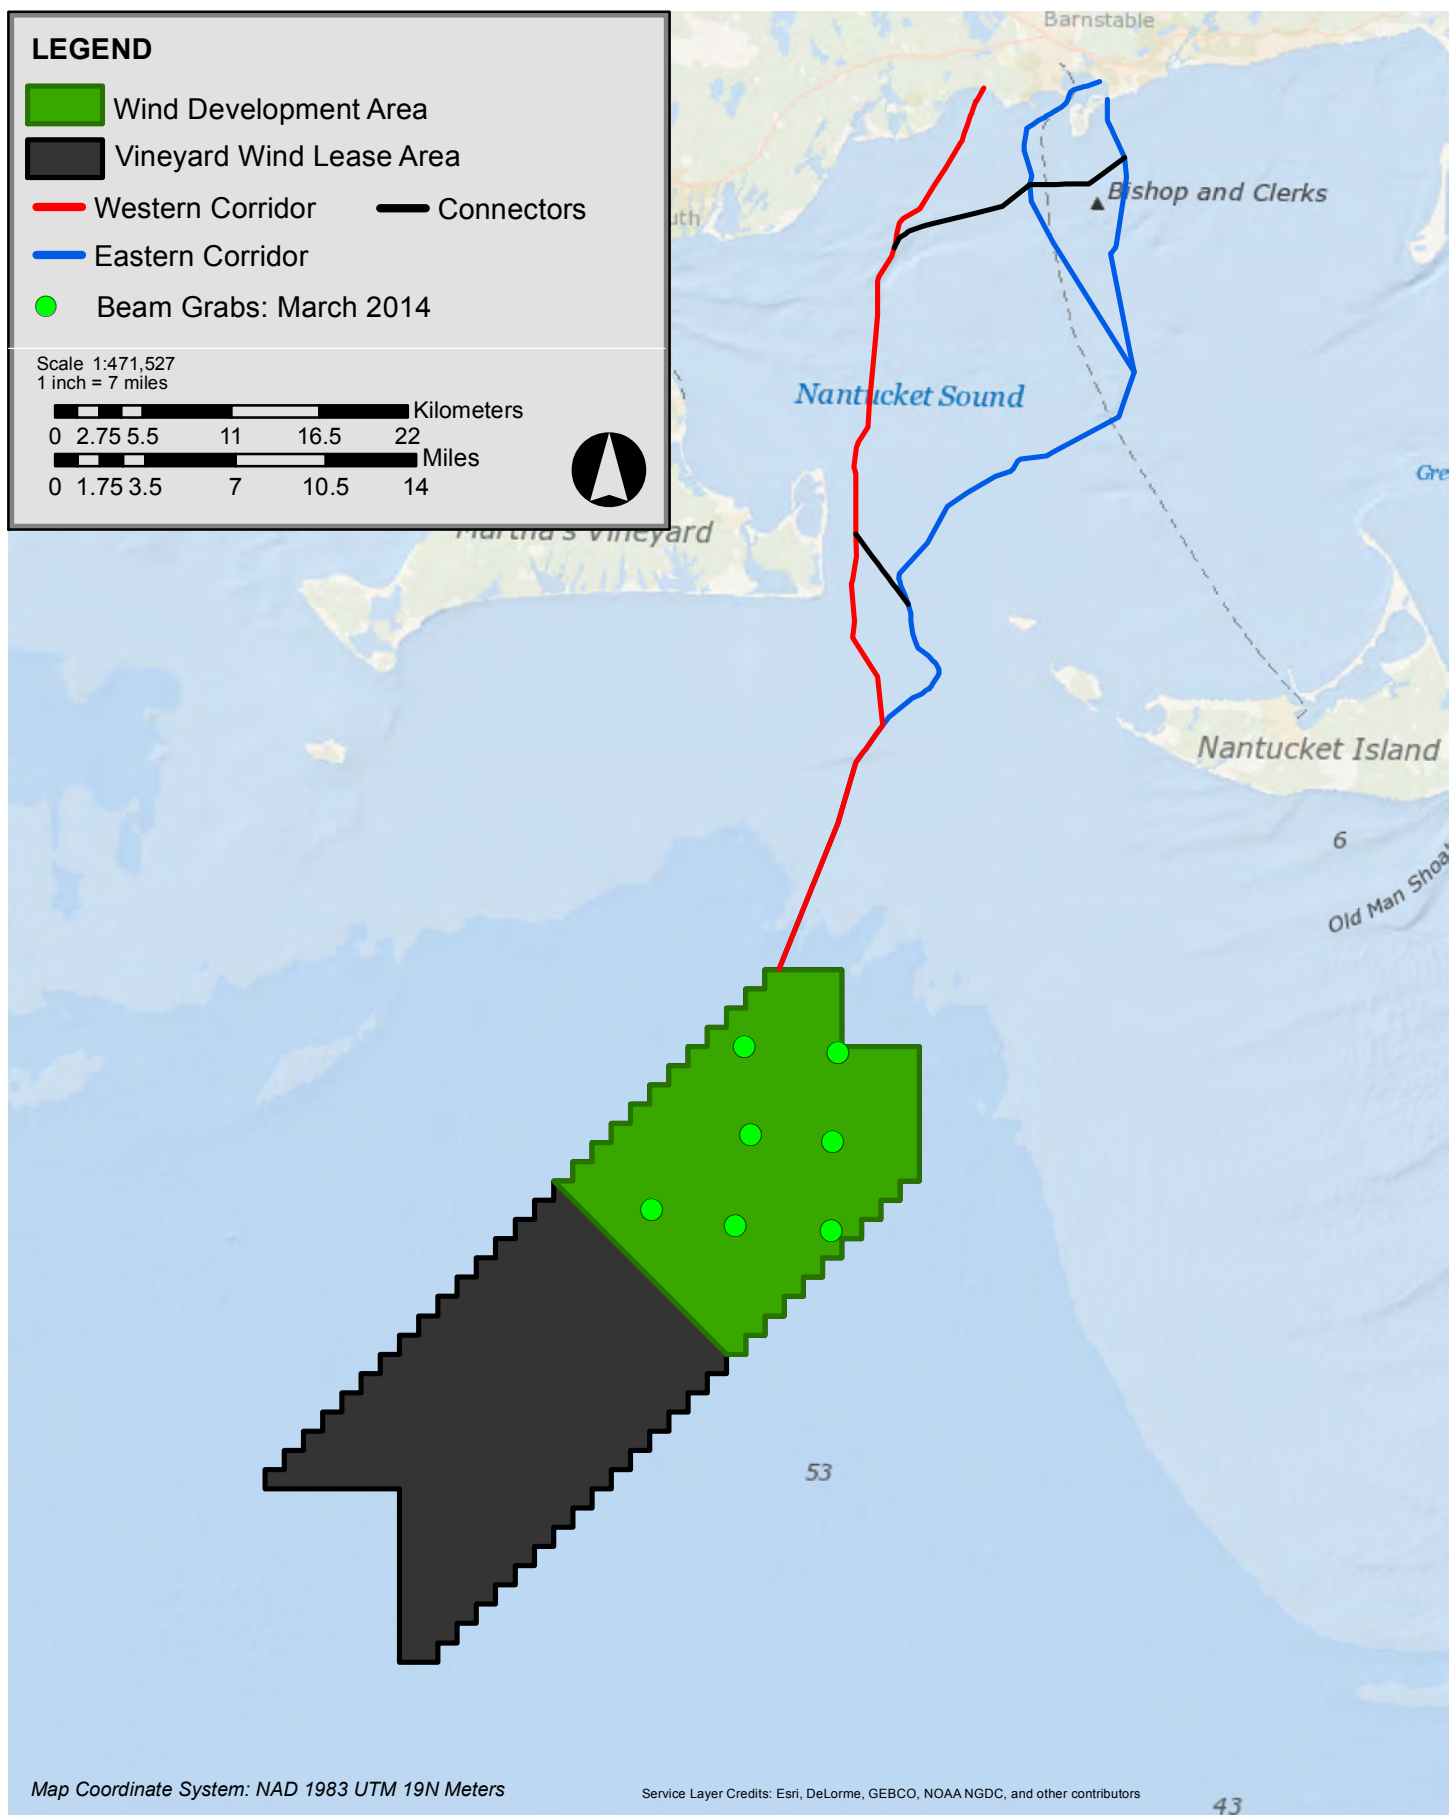 LEGEND
Wind Development Area
Vineyard Wind Lease Area
Western Corridor Connectors
Eastern Corridor
Beam Grabs: March 2014
Scale 1:471,527
1 inch = 7 miles
Kilometers
0 2.75 5.5 11 16.5 22
Miles
0 1.75 3.5 7 10.5 14
Barnstable
Bishop and Clerks
uth
Nantucket Sound
Gre
Martha's Vineyard
Nantucket Island
6
Old Man Shoal
53
Map Coordinate System: NAD 1983 UTM 19N Meters
Service Layer Credits: Esri, DeLorme, GEBCO, NOAA NGDC, and other contributors
43